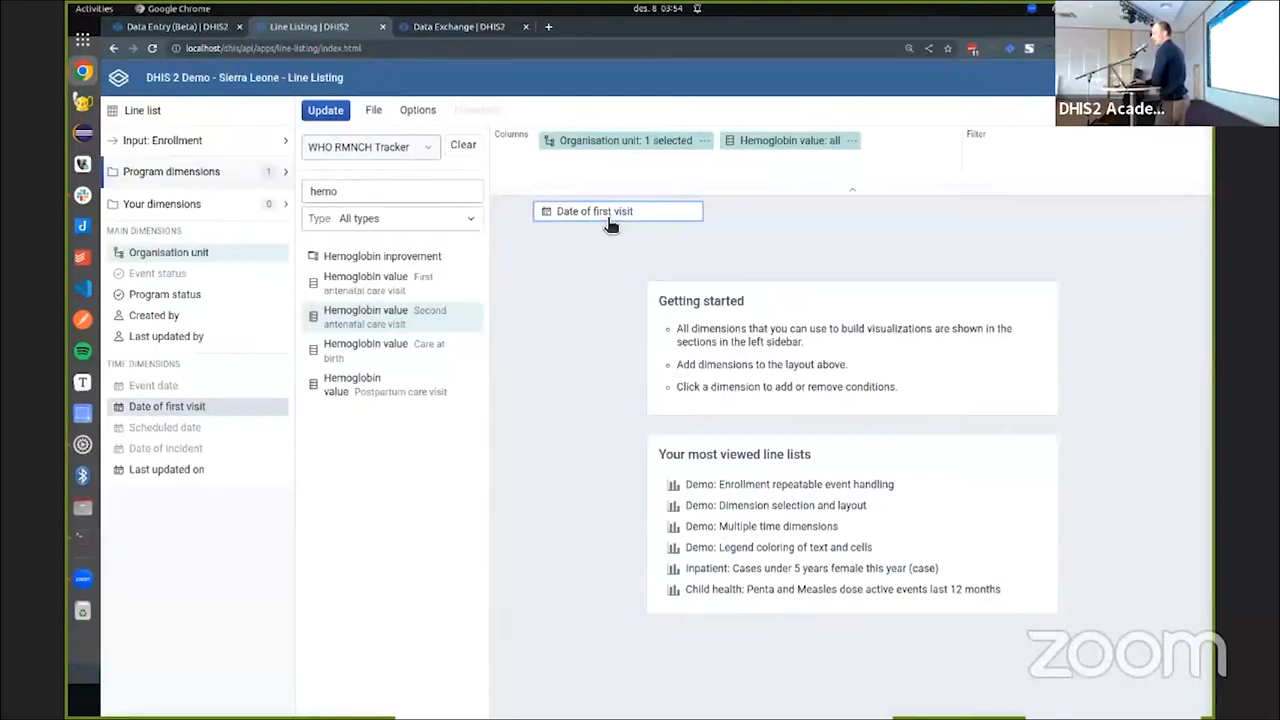 Activities
Google Chrome
des. 8 03:54
Data Entry (Beta) | DHIS2
Line Listing | DHIS2
Data Exchange | DHIS2
localhost/dhis/api/apps/line-listing/index.html
11
DHIS 2 Demo - Sierra Leone - Line Listing
DHIS2 Acade...
Line list
Update
File
Options
Input: Enrollment
WHO RMNCH Tracker
Clear
Columns
Organisation unit: 1 selected
Hemoglobin value: all
Filter
Program dimensions 1
Your dimensions 0
hemo
Type All types
MAIN DIMENSIONS
Organisation unit
Event status
Program status
Created by
Last updated by
TIME DIMENSIONS
Event date
Date of first visit
Scheduled date
Date of incident
Last updated on
Hemoglobin inprovement
Hemoglobin value First
antenatal care visit
Hemoglobin value Second
antenatal care visit
Hemoglobin value Care at
birth
Hemoglobin
value Postpartum care visit
Date of first visit
Getting started
All dimensions that you can use to build visualizations are shown in the
sections in the left sidebar.
Add dimensions to the layout above.
Click a dimension to add or remove conditions.
Your most viewed line lists
Demo: Enrollment repeatable event handling
Demo: Dimension selection and layout
Demo: Multiple time dimensions
Demo: Legend coloring of text and cells
Inpatient: Cases under 5 years female this year (case)
Child health: Penta and Measles dose active events last 12 months
zoom